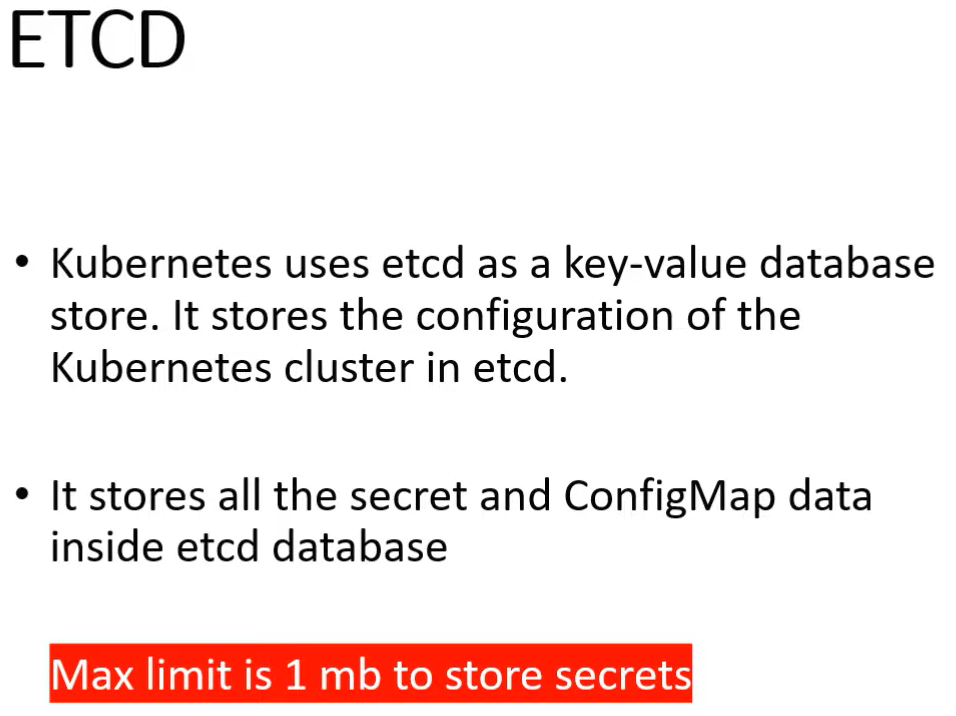 ETCD
• Kubernetes uses etcd as a key-value database
store. It stores the configuration of the
Kubernetes cluster in etcd.
• It stores all the secret and ConfigMap data
inside etcd database
Max limit is 1 mb to store secrets